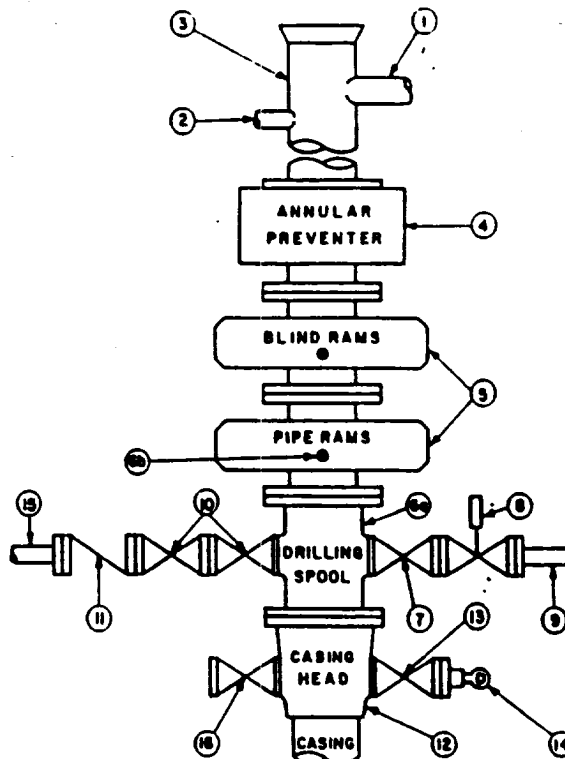 3
1
2
ANNULAR
PREVENTER
4
BLIND RAMS
5
PIPE RAMS
6b
6a
8
15
10
DRILLING
SPOOL
11
7
9
13
CASING
HEAD
16
12
14
CASING